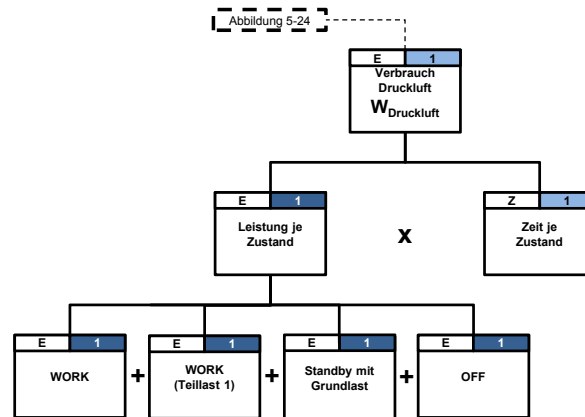 Abbildung 5-24
E 1
Verbrauch
Druckluft
W Druckluft
E 1
Leistung je
Zustand
x
Z 1
Zeit je
Zustand
E 1
WORK
+
E 1
WORK
(Teillast 1)
+
E 1
Standby mit
Grundlast
+
E 1
OFF